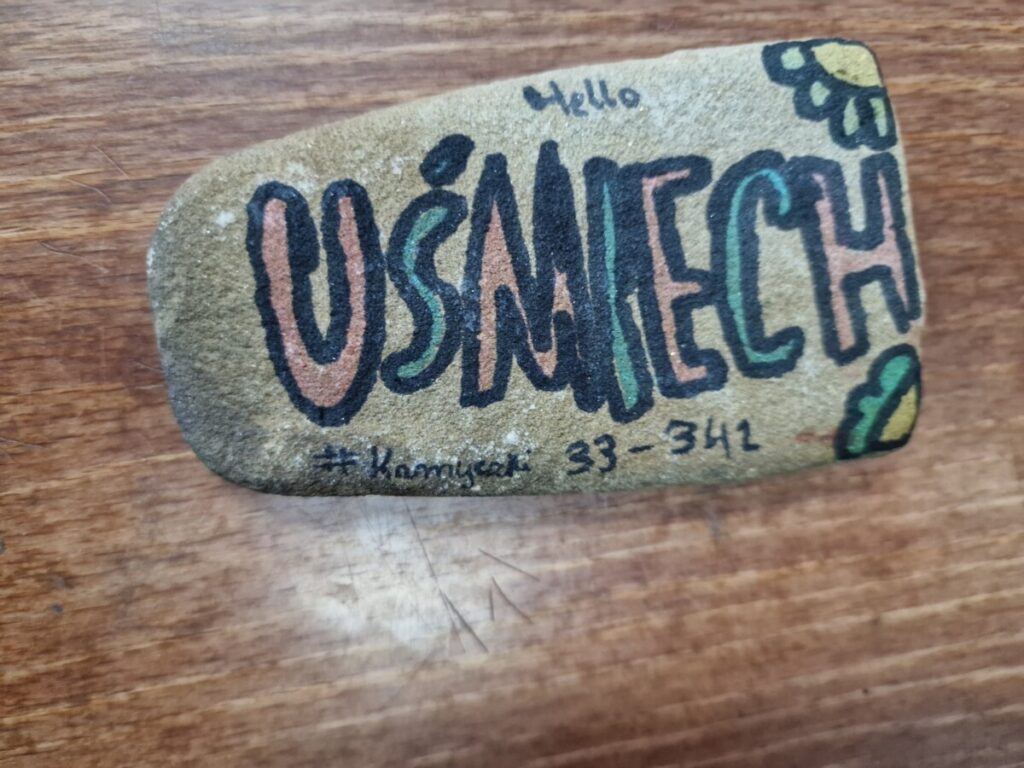 Hello
UŚMIECH
#Kamyczki 33-342